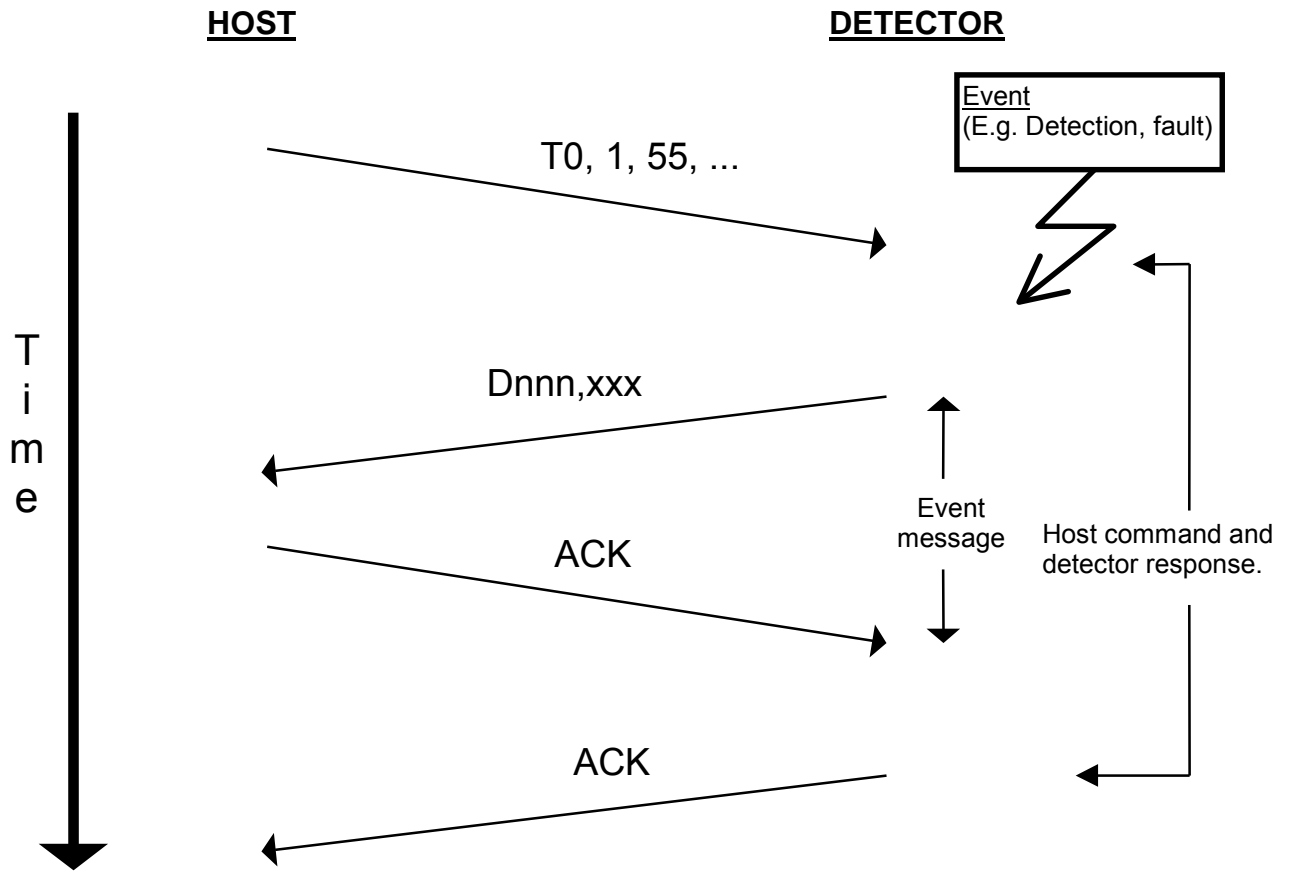 HOST
DETECTOR
Event
(E.g. Detection, fault)
T0, 1, 55, ...
Time
Dnnn,xxx
Event
message
Host command and
detector response.
ACK
ACK